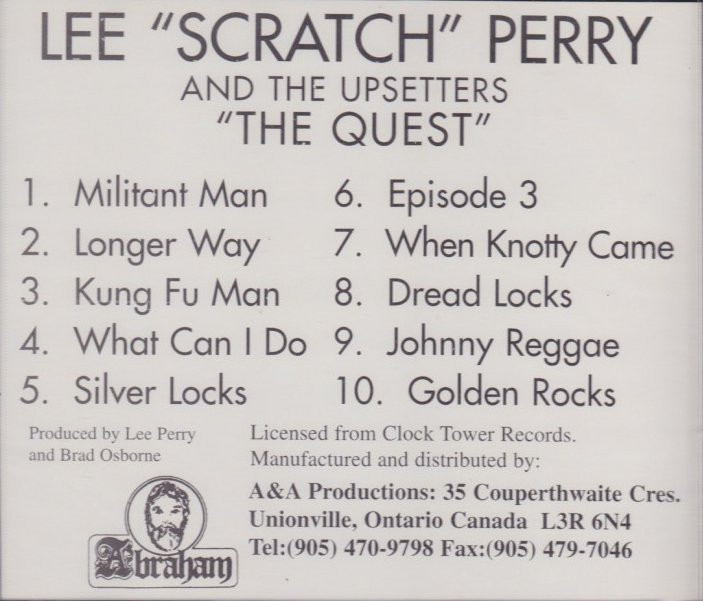 LEE “SCRATCH” PERRY
AND THE UPSETTERS
“THE QUEST”
1. Militant Man
2. Longer Way
3. Kung Fu Man
4. What Can I Do
5. Silver Locks
6. Episode 3
7. When Knotty Came
8. Dread Locks
9. Johnny Reggae
10. Golden Rocks
Produced by Lee Perry
and Brad Osborne
Abraham
Licensed from Clock Tower Records.
Manufactured and distributed by:
A&A Productions: 35 Couperthwaite Cres.
Unionville, Ontario Canada L3R 6N4
Tel:(905) 470-9798 Fax:(905) 479-7046